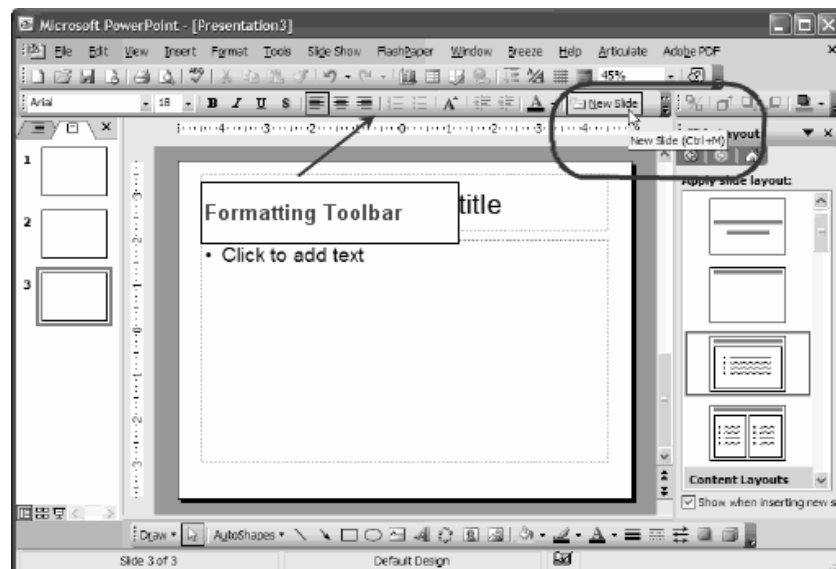 Microsoft PowerPoint - [Presentation3]
File Edit View Insert Format Tools Slide Show FlashPaper Window Breeze Help Articulate Adobe PDF
45%
Arial 18 B I U S A New Slide
New Slide (Ctrl+M)
Apply slide layout:
1
2
3
Formatting Toolbar
title
• Click to add text
Content Layouts
Show when inserting new s
Draw AutoShapes
Slide 3 of 3 Default Design